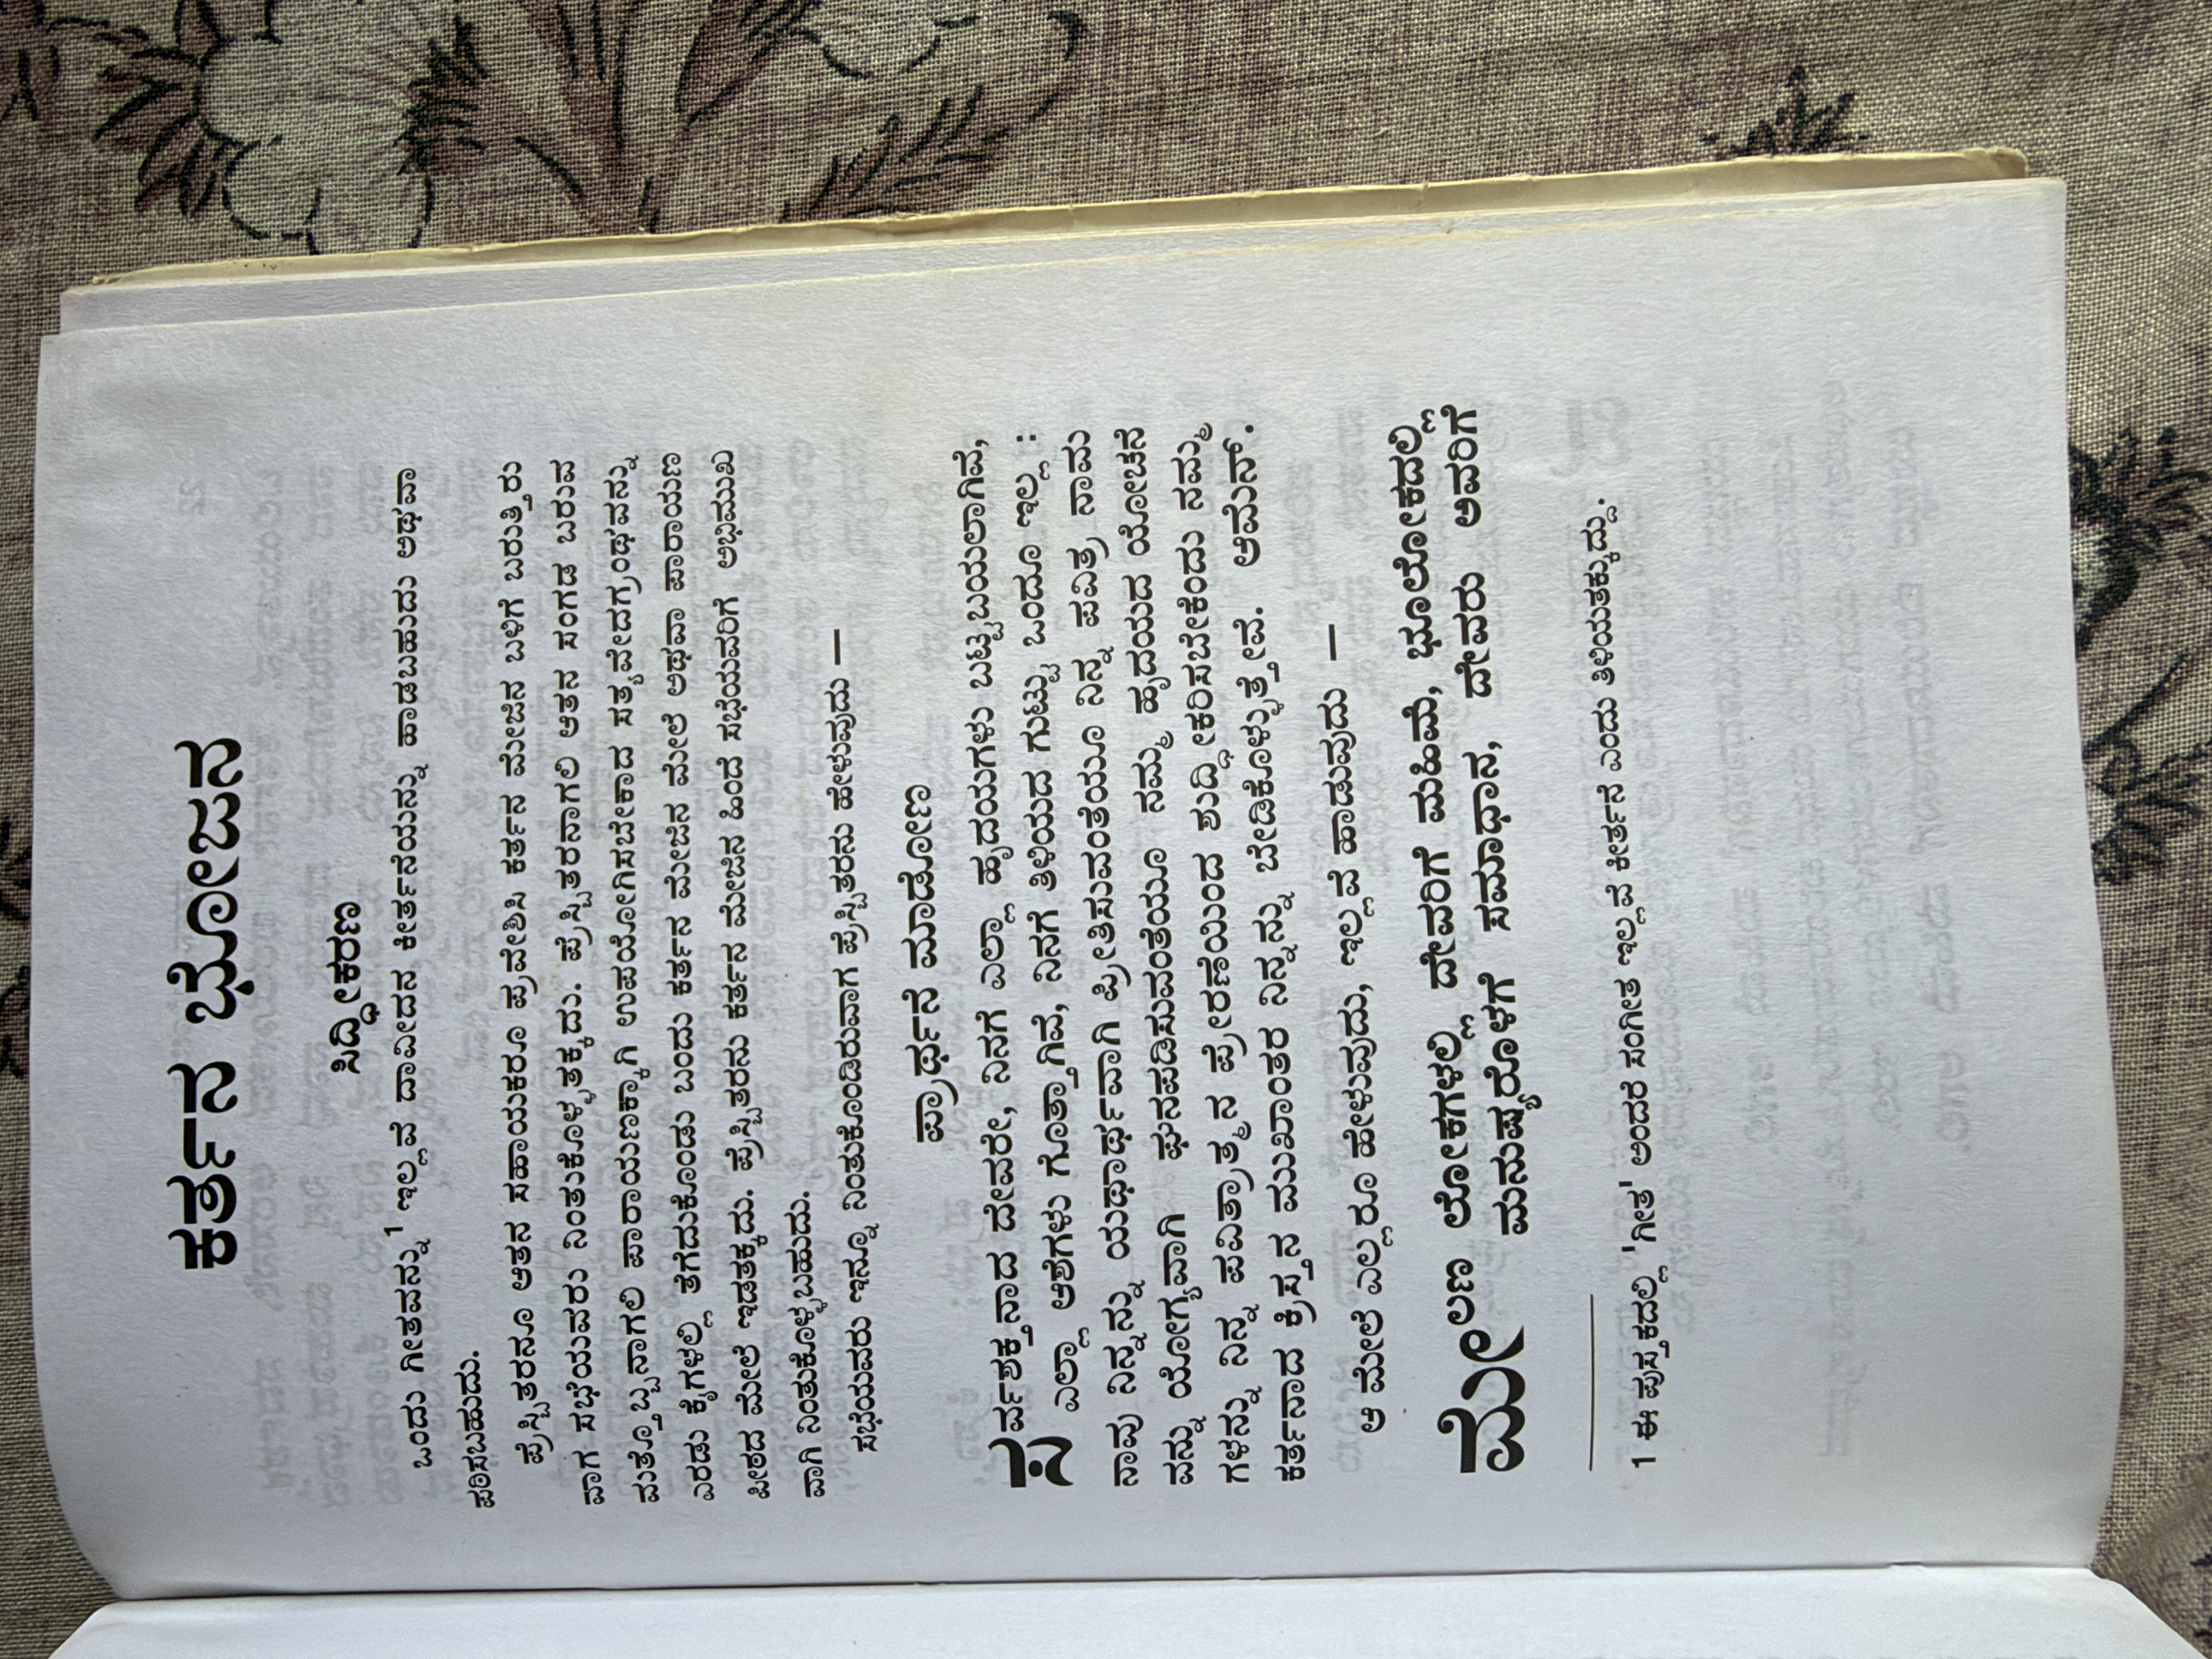 ಕರ್ತನ ಭೋಜನ
ಸಿದ್ಧೀಕರಣ
ಒಂದು ಗೀತವನ್ನು¹ ಇಲ್ಲವೆ ದಾವೀದನ ಕೀರ್ತನೆಯನ್ನು ಹಾಡಬಹುದು ಅಥವಾ
ಪಠಿಸಬಹುದು.
ಪ್ರೆಸ್ಬಿತರನೂ ಆತನ ಸಹಾಯಕರೂ ಪ್ರವೇಶಿಸಿ ಕರ್ತನ ಮೇಜಿನ ಬಳಿಗೆ ಬರುತ್ತಿರು
ವಾಗ ಸಭೆಯವರು ನಿಂತುಕೊಳ್ಳತಕ್ಕದು. ಪ್ರೆಸ್ಬಿತರನಾಗಲಿ ಆತನ ಸಂಗಡ ಬರುವ
ಮತ್ತೊಬ್ಬನಾಗಲಿ ಪಾರಾಯಣಕ್ಕಾಗಿ ಉಪಯೋಗಿಸಬೇಕಾದ ಸತ್ಯವೇದಗ್ರಂಥವನ್ನು
ಎರಡು ಕೈಗಳಲ್ಲಿ ತೆಗೆದುಕೊಂಡು ಬಂದು ಕರ್ತನ ಮೇಜಿನ ಮೇಲೆ ಅಥವಾ ಪಾರಾಯಣ
ಪೀಠದ ಮೇಲೆ ಇಡತಕ್ಕದು. ಪ್ರೆಸ್ಬಿತರನು ಕರ್ತನ ಮೇಜಿನ ಹಿಂದೆ ಸಭೆಯವರಿಗೆ ಅಭಿಮುಖ
ವಾಗಿ ನಿಂತುಕೊಳ್ಳಬಹುದು.
ಸಭೆಯವರು ಇನ್ನೂ ನಿಂತುಕೊಂಡಿರುವಾಗ ಪ್ರೆಸ್ಬಿತರನು ಹೇಳುವುದು —
ಪ್ರಾರ್ಥನೆ ಮಾಡೋಣ
ಸರ್ವಶಕ್ತನಾದ ದೇವರೇ, ನಿನಗೆ ಎಲ್ಲಾ ಹೃದಯಗಳು ಬಟ್ಟಬಯಲಾಗಿವೆ,
ಎಲ್ಲಾ ಆಶೆಗಳು ಗೊತ್ತಾಗಿವೆ, ನಿನಗೆ ತಿಳಿಯದ ಗುಟ್ಟು ಒಂದೂ ಇಲ್ಲ :
ನಾವು ನಿನ್ನನ್ನು ಯಥಾರ್ಥವಾಗಿ ಪ್ರೀತಿಸುವಂತೆಯೂ ನಿನ್ನ ಪವಿತ್ರ ನಾಮ
ವನ್ನು ಯೋಗ್ಯವಾಗಿ ಘನಪಡಿಸುವಂತೆಯೂ ನಮ್ಮ ಹೃದಯದ ಯೋಚನೆ
ಗಳನ್ನು ನಿನ್ನ ಪವಿತ್ರಾತ್ಮನ ಪ್ರೇರಣೆಯಿಂದ ಶುದ್ಧೀಕರಿಸಬೇಕೆಂದು ನಮ್ಮ
ಕರ್ತನಾದ ಕ್ರಿಸ್ತನ ಮುಖಾಂತರ ನಿನ್ನನ್ನು ಬೇಡಿಕೊಳ್ಳುತ್ತೇವೆ. ಆಮೆನ್.
ಆ ಮೇಲೆ ಎಲ್ಲರೂ ಹೇಳುವುದು, ಇಲ್ಲವೆ ಹಾಡುವುದು —
ಮೇಲಣ ಲೋಕಗಳಲ್ಲಿ ದೇವರಿಗೆ ಮಹಿಮೆ, ಭೂಲೋಕದಲ್ಲಿ
ಮನುಷ್ಯರೊಳಗೆ ಸಮಾಧಾನ, ದೇವರು ಅವರಿಗೆ
1 ಈ ಪುಸ್ತಕದಲ್ಲಿ 'ಗೀತ' ಅಂದರೆ ಸಂಗೀತ ಇಲ್ಲವೆ ಕೀರ್ತನೆ ಎಂದು ತಿಳಿಯತಕ್ಕುದ್ದು.